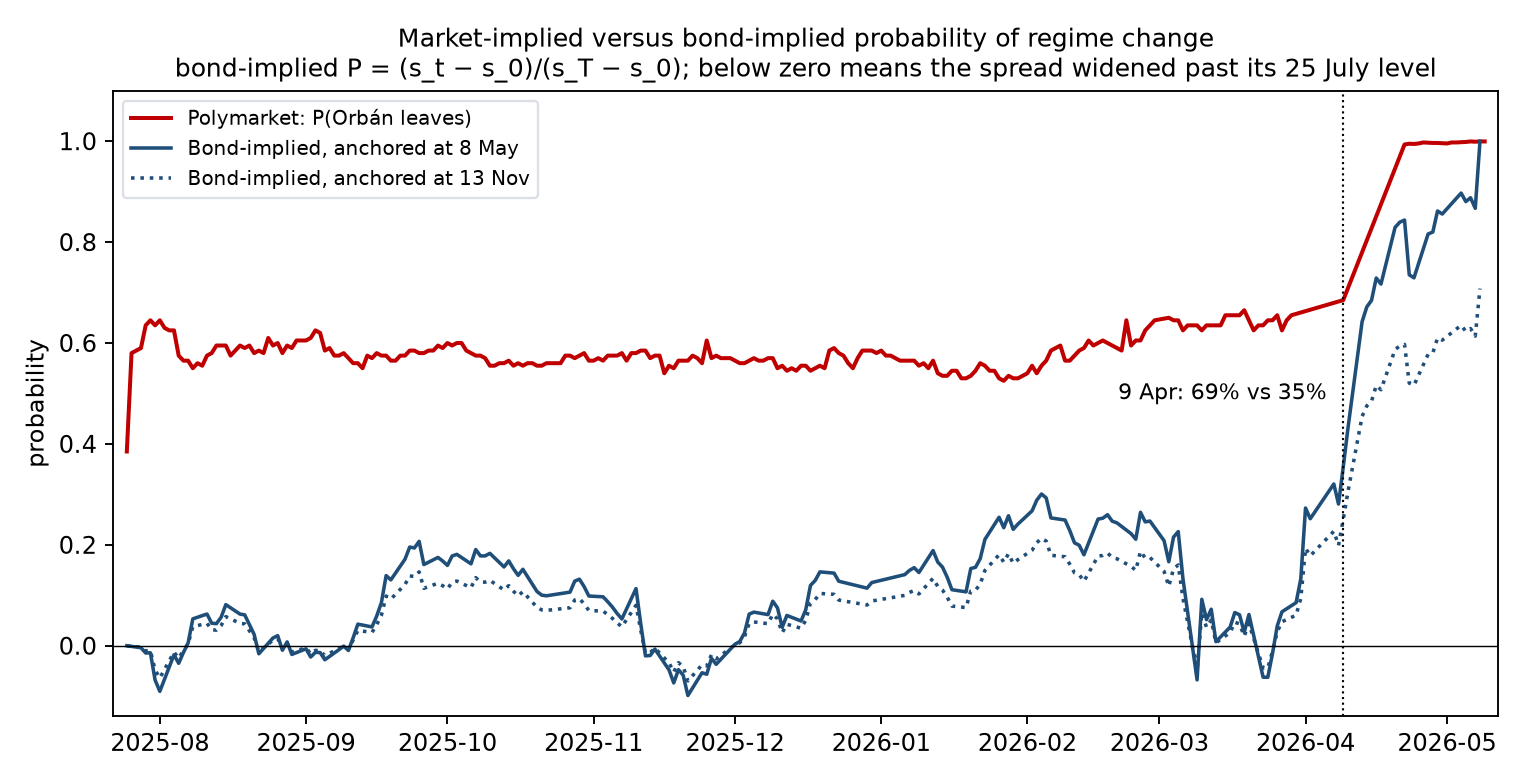 Market-implied versus bond-implied probability of regime change
bond-implied P = (s_t − s_0)/(s_T − s_0); below zero means the spread widened past its 25 July level
Polymarket: P(Orbán leaves)
Bond-implied, anchored at 8 May
Bond-implied, anchored at 13 Nov
probability
1.0
0.8
0.6
0.4
0.2
0.0
9 Apr: 69% vs 35%
2025-08
2025-09
2025-10
2025-11
2025-12
2026-01
2026-02
2026-03
2026-04
2026-05